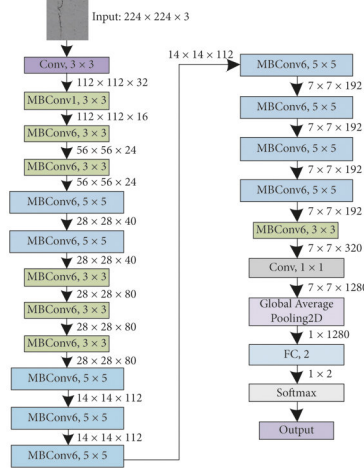 Input: 224 × 224 × 3
Conv, 3 × 3
112 × 112 × 32
MBConv1, 3 × 3
112 × 112 × 16
MBConv6, 3 × 3
56 × 56 × 24
MBConv6, 3 × 3
56 × 56 × 24
MBConv6, 5 × 5
28 × 28 × 40
MBConv6, 5 × 5
28 × 28 × 40
MBConv6, 3 × 3
28 × 28 × 80
MBConv6, 3 × 3
28 × 28 × 80
MBConv6, 3 × 3
28 × 28 × 80
MBConv6, 5 × 5
14 × 14 × 112
MBConv6, 5 × 5
14 × 14 × 112
MBConv6, 5 × 5
14 × 14 × 112
MBConv6, 5 × 5
7 × 7 × 192
MBConv6, 5 × 5
7 × 7 × 192
MBConv6, 5 × 5
7 × 7 × 192
MBConv6, 5 × 5
7 × 7 × 192
MBConv6, 3 × 3
7 × 7 × 320
Conv, 1 × 1
7 × 7 × 1280
Global Average
Pooling2D
1 × 1280
FC, 2
1 × 2
Softmax
Output